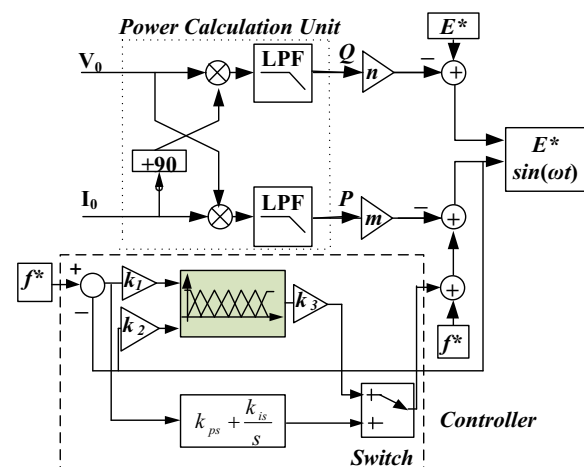 Power Calculation Unit
E*
V0
LPF
Q
n
−
+
+90
E*
sin(ωt)
I0
LPF
P
m
−
+
f*
+
−
k1
k2
k3
+
f*
kps + kis/s
+
+
Controller
Switch